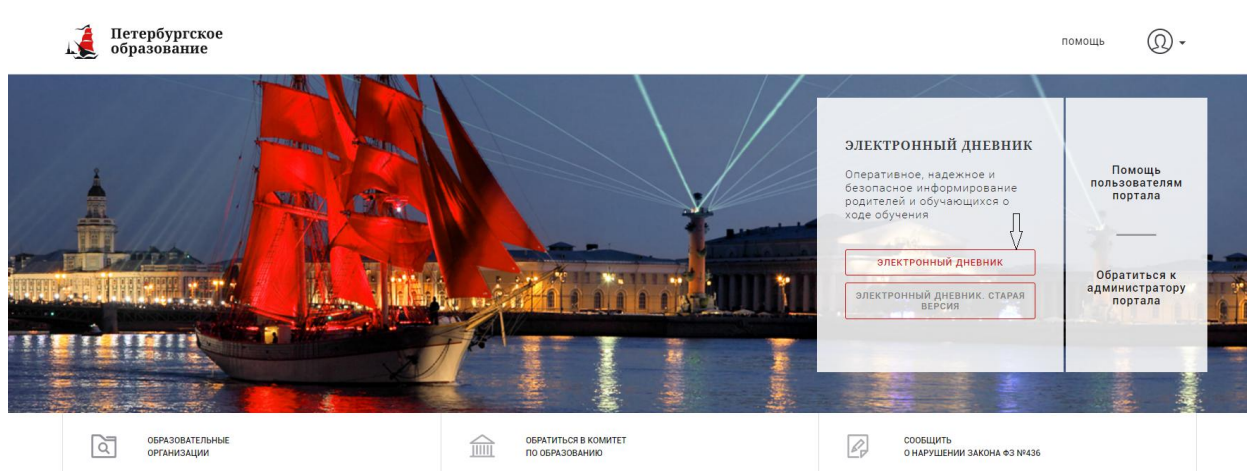 Петербургское
образование
ПОМОЩЬ
ЭЛЕКТРОННЫЙ ДНЕВНИК
Оперативное, надежное и
безопасное информирование
родителей и обучающихся о
ходе обучения
ЭЛЕКТРОННЫЙ ДНЕВНИК
ЭЛЕКТРОННЫЙ ДНЕВНИК. СТАРАЯ
ВЕРСИЯ
Помощь
пользователям
портала
Обратиться к
администратору
портала
ОБРАЗОВАТЕЛЬНЫЕ
ОРГАНИЗАЦИИ
ОБРАТИТЬСЯ В КОМИТЕТ
ПО ОБРАЗОВАНИЮ
СООБЩИТЬ
О НАРУШЕНИИ ЗАКОНА ФЗ №436